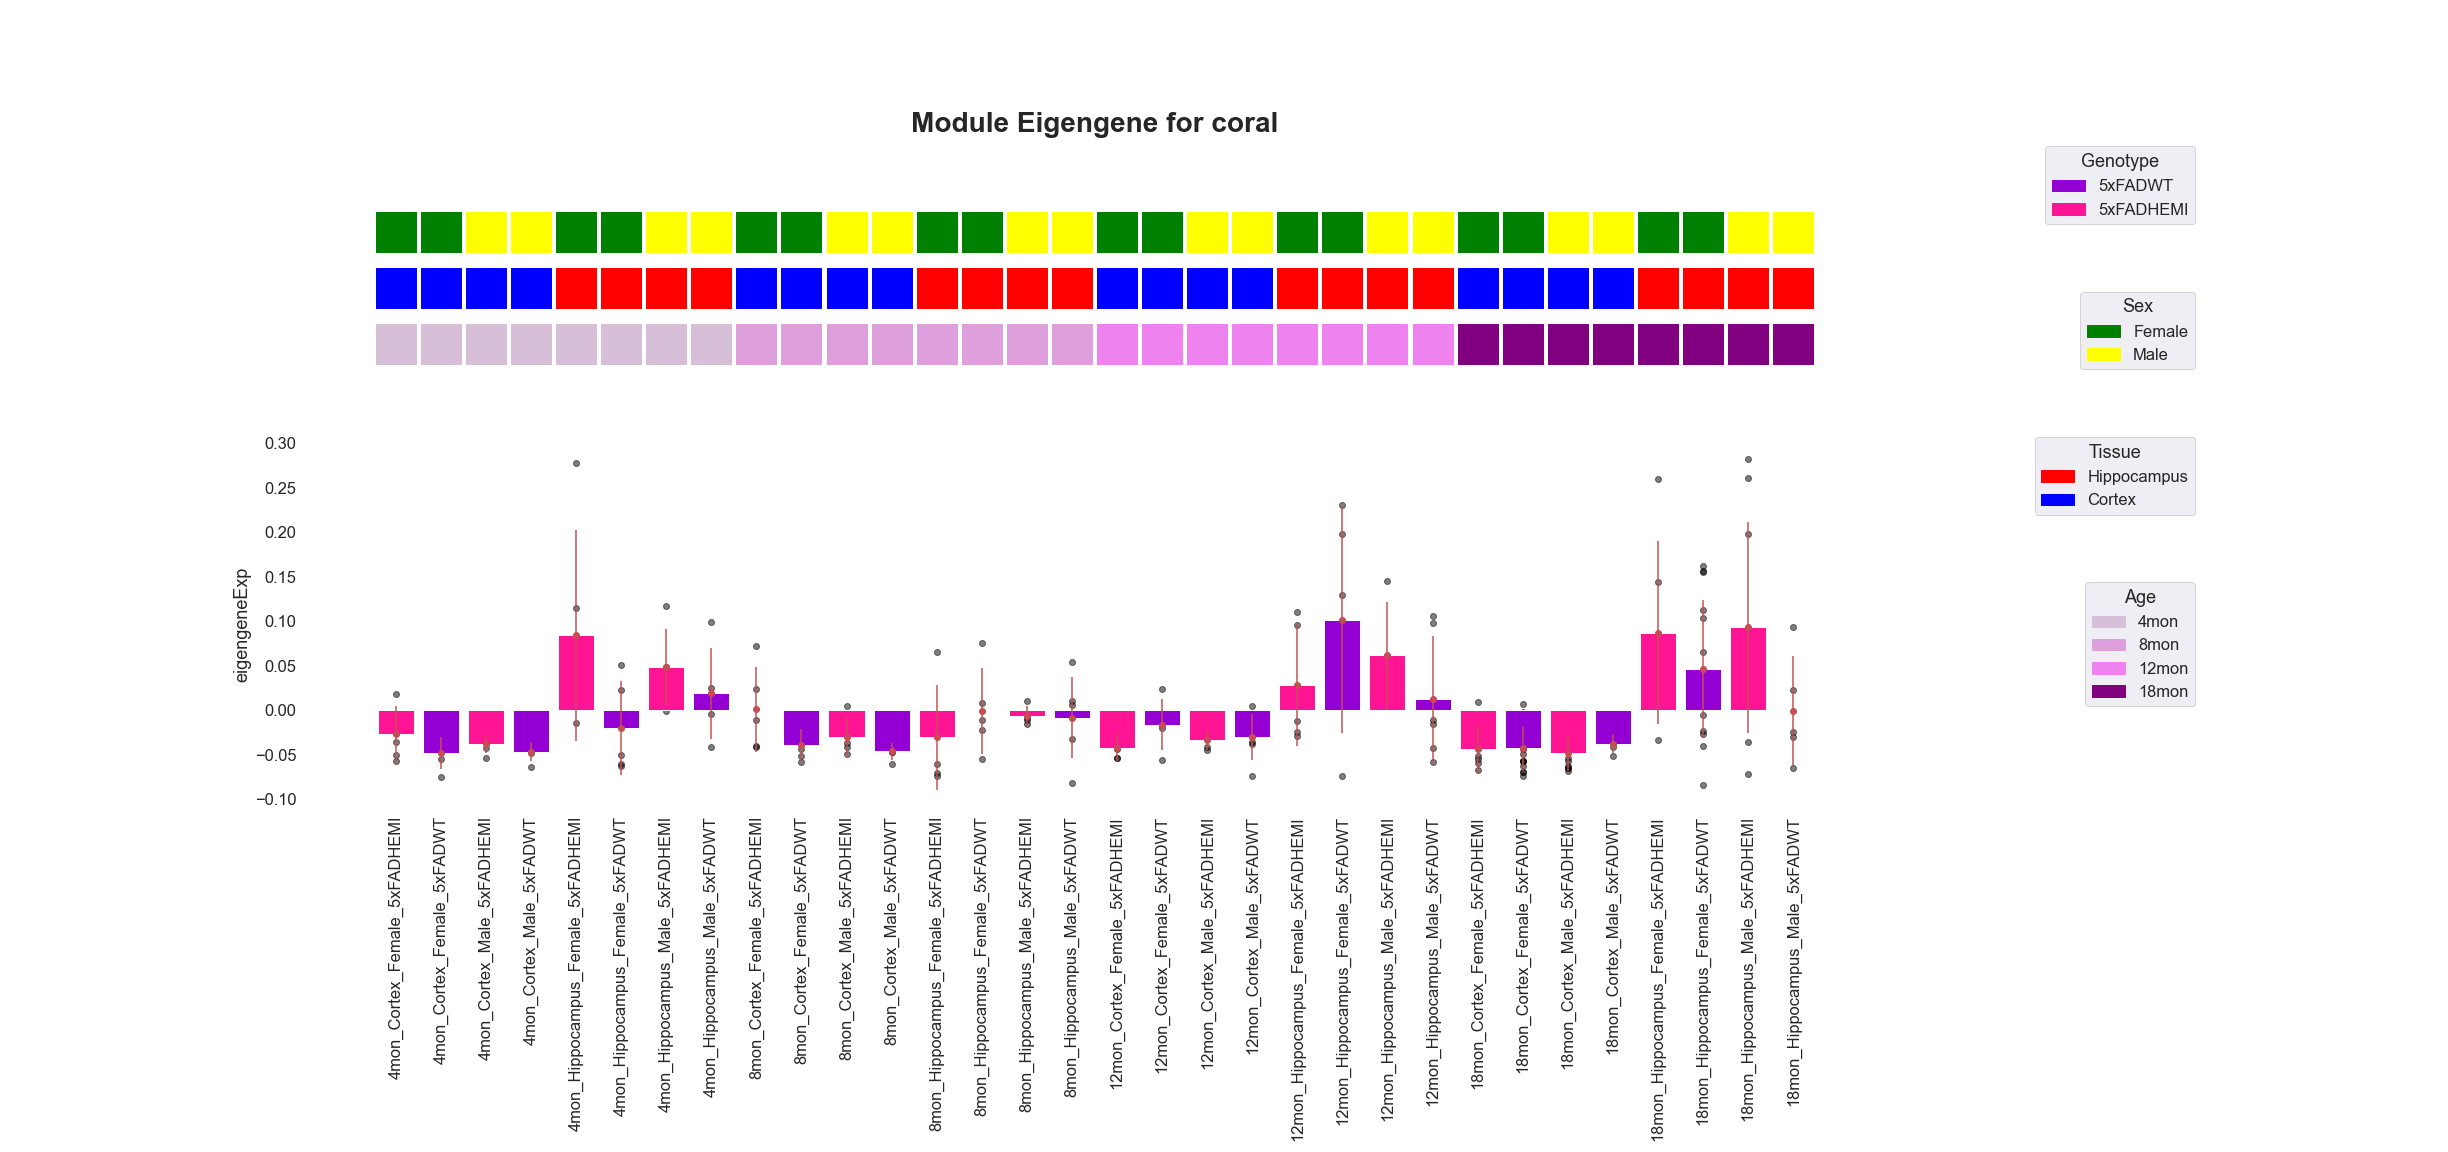 Module Eigengene for coral
Genotype
5xFADWT
5xFADHEMI
Sex
Female
Male
Tissue
Hippocampus
Cortex
Age
4mon
8mon
12mon
18mon
eigengeneExp
0.30
0.25
0.20
0.15
0.10
0.05
0.00
−0.05
−0.10
4mon_Cortex_Female_5xFADHEMI
4mon_Cortex_Female_5xFADWT
4mon_Cortex_Male_5xFADHEMI
4mon_Cortex_Male_5xFADWT
4mon_Hippocampus_Female_5xFADHEMI
4mon_Hippocampus_Female_5xFADWT
4mon_Hippocampus_Male_5xFADHEMI
4mon_Hippocampus_Male_5xFADWT
8mon_Cortex_Female_5xFADHEMI
8mon_Cortex_Female_5xFADWT
8mon_Cortex_Male_5xFADHEMI
8mon_Cortex_Male_5xFADWT
8mon_Hippocampus_Female_5xFADHEMI
8mon_Hippocampus_Female_5xFADWT
8mon_Hippocampus_Male_5xFADHEMI
8mon_Hippocampus_Male_5xFADWT
12mon_Cortex_Female_5xFADHEMI
12mon_Cortex_Female_5xFADWT
12mon_Cortex_Male_5xFADHEMI
12mon_Cortex_Male_5xFADWT
12mon_Hippocampus_Female_5xFADHEMI
12mon_Hippocampus_Female_5xFADWT
12mon_Hippocampus_Male_5xFADHEMI
12mon_Hippocampus_Male_5xFADWT
18mon_Cortex_Female_5xFADHEMI
18mon_Cortex_Female_5xFADWT
18mon_Cortex_Male_5xFADHEMI
18mon_Cortex_Male_5xFADWT
18mon_Hippocampus_Female_5xFADHEMI
18mon_Hippocampus_Female_5xFADWT
18mon_Hippocampus_Male_5xFADHEMI
18mon_Hippocampus_Male_5xFADWT